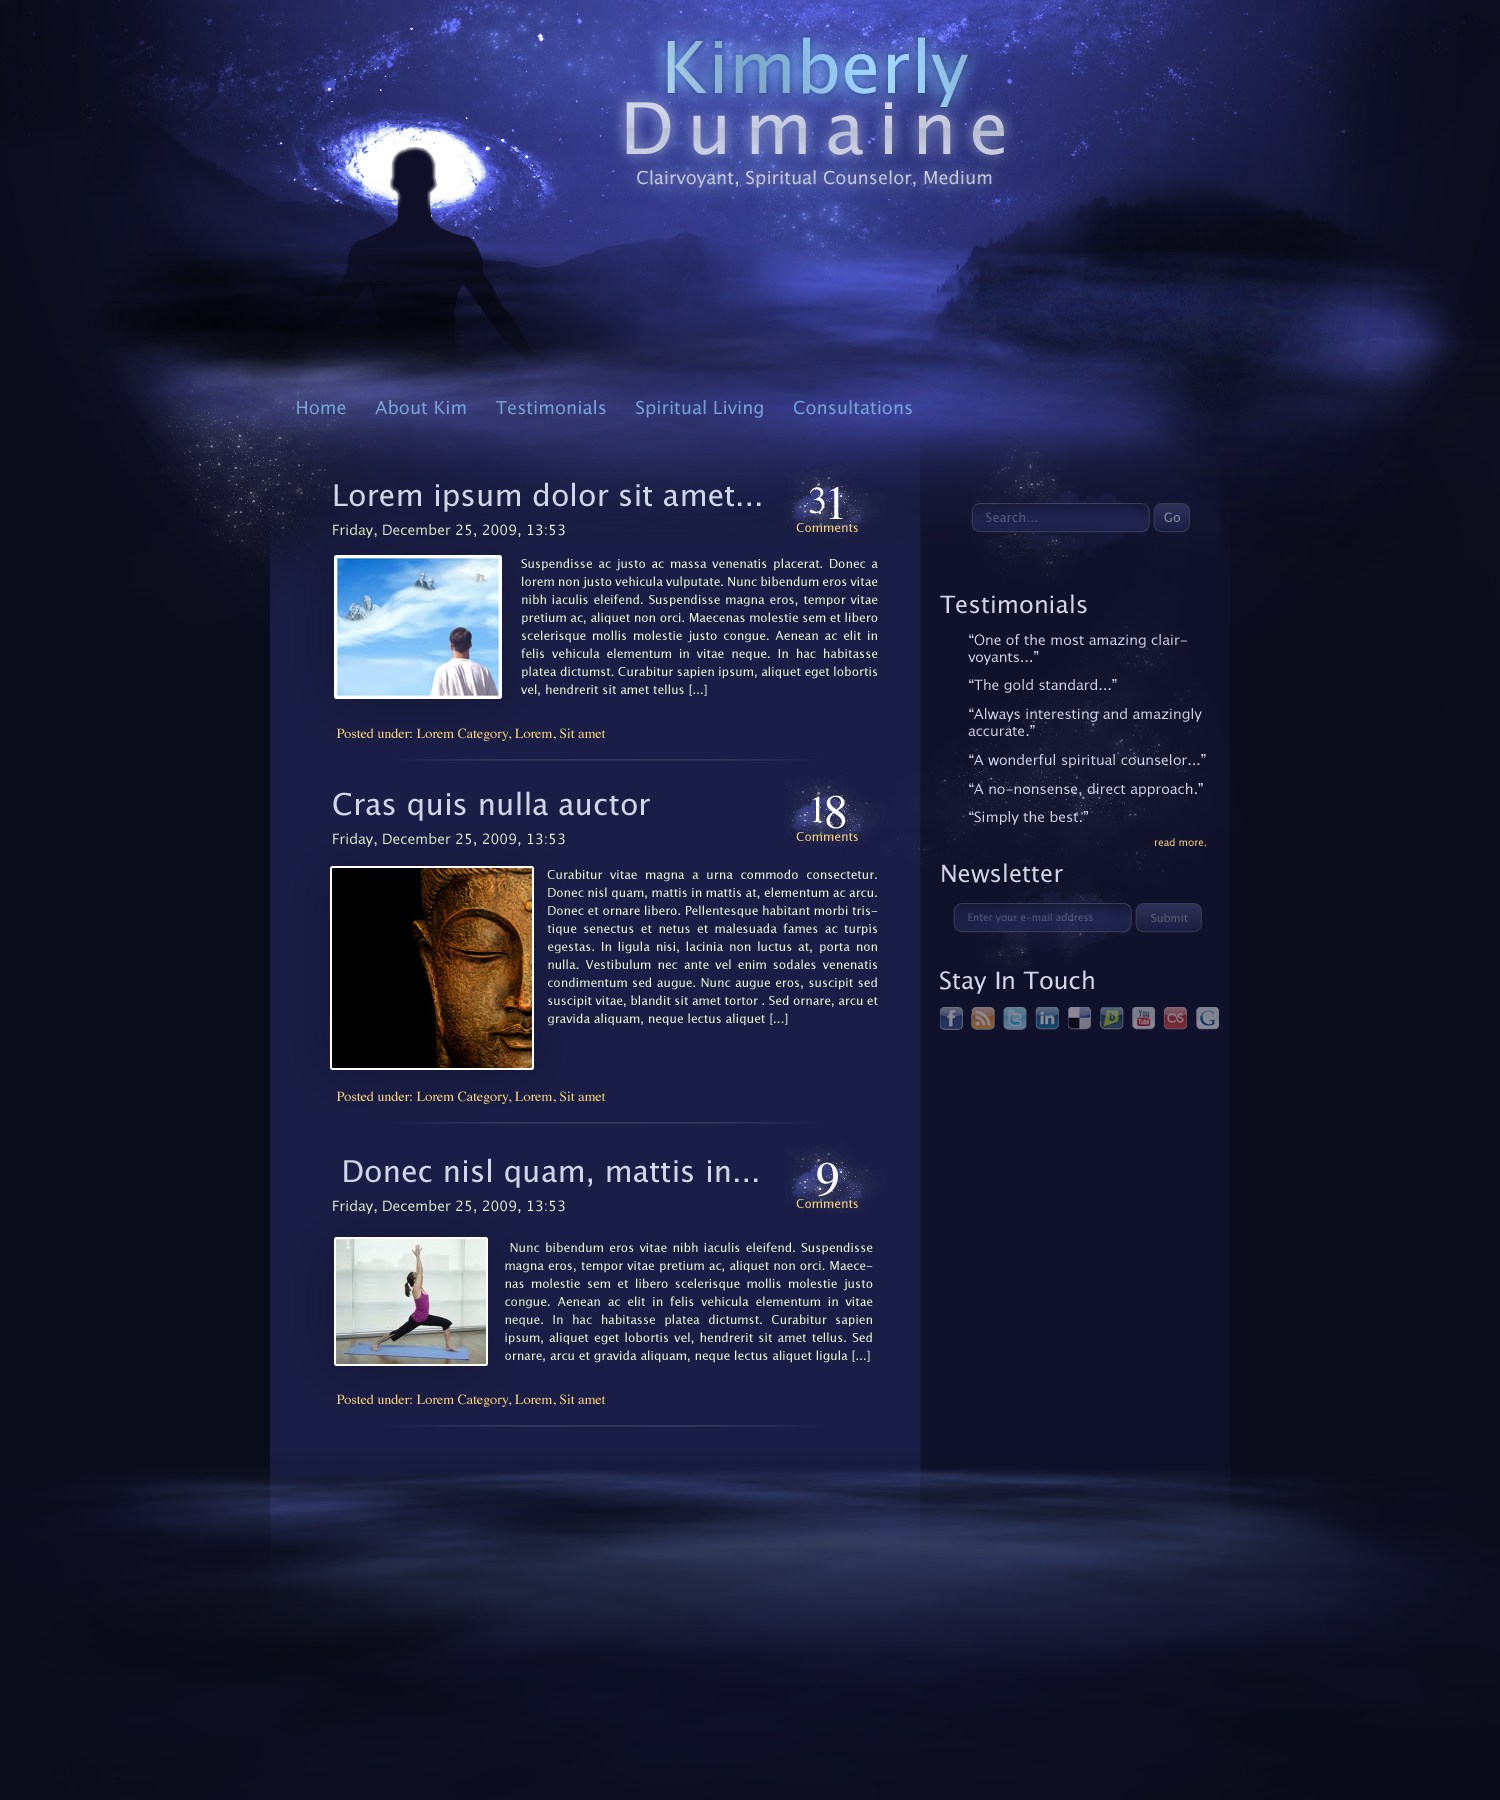 Kimberly
Dumaine
Clairvoyant, Spiritual Counselor, Medium
Home About Kim Testimonials Spiritual Living Consultations
Lorem ipsum dolor sit amet...
31
Comments
Friday, December 25, 2009, 13:53
Suspendisse ac justo ac massa venenatis placerat. Donec a
lorem non justo vehicula vulputate. Nunc bibendum eros vitae
nibh iaculis eleifend. Suspendisse magna eros, tempor vitae
pretium ac, aliquet non orci. Maecenas molestie sem et libero
scelerisque mollis molestie justo congue. Aenean ac elit in
felis vehicula elementum in vitae neque. In hac habitasse
platea dictumst. Curabitur sapien ipsum, aliquet eget lobortis
vel, hendrerit sit amet tellus [...]
Posted under: Lorem Category, Lorem, Sit amet
Cras quis nulla auctor
18
Comments
Friday, December 25, 2009, 13:53
Curabitur vitae magna a urna commodo consectetur.
Donec nisl quam, mattis in mattis at, elementum ac arcu.
Donec et ornare libero. Pellentesque habitant morbi tris-
tique senectus et netus et malesuada fames ac turpis
egestas. In ligula nisi, lacinia non luctus at, porta non
nulla. Vestibulum nec ante vel enim sodales venenatis
condimentum sed augue. Nunc augue eros, suscipit sed
suscipit vitae, blandit sit amet tortor . Sed ornare, arcu et
gravida aliquam, neque lectus aliquet [...]
Posted under: Lorem Category, Lorem, Sit amet
Donec nisl quam, mattis in...
9
Comments
Friday, December 25, 2009, 13:53
Nunc bibendum eros vitae nibh iaculis eleifend. Suspendisse
magna eros, tempor vitae pretium ac, aliquet non orci. Maece-
nas molestie sem et libero scelerisque mollis molestie justo
congue. Aenean ac elit in felis vehicula elementum in vitae
neque. In hac habitasse platea dictumst. Curabitur sapien
ipsum, aliquet eget lobortis vel, hendrerit sit amet tellus. Sed
ornare, arcu et gravida aliquam, neque lectus aliquet ligula [...]
Posted under: Lorem Category, Lorem, Sit amet
Search... Go
Testimonials
“One of the most amazing clair-
voyants...”
“The gold standard...”
“Always interesting and amazingly
accurate.”
“A wonderful spiritual counselor...”
“A no-nonsense, direct approach.”
“Simply the best.”
read more.
Newsletter
Enter your e-mail address Submit
Stay In Touch
f t in b You Tube G